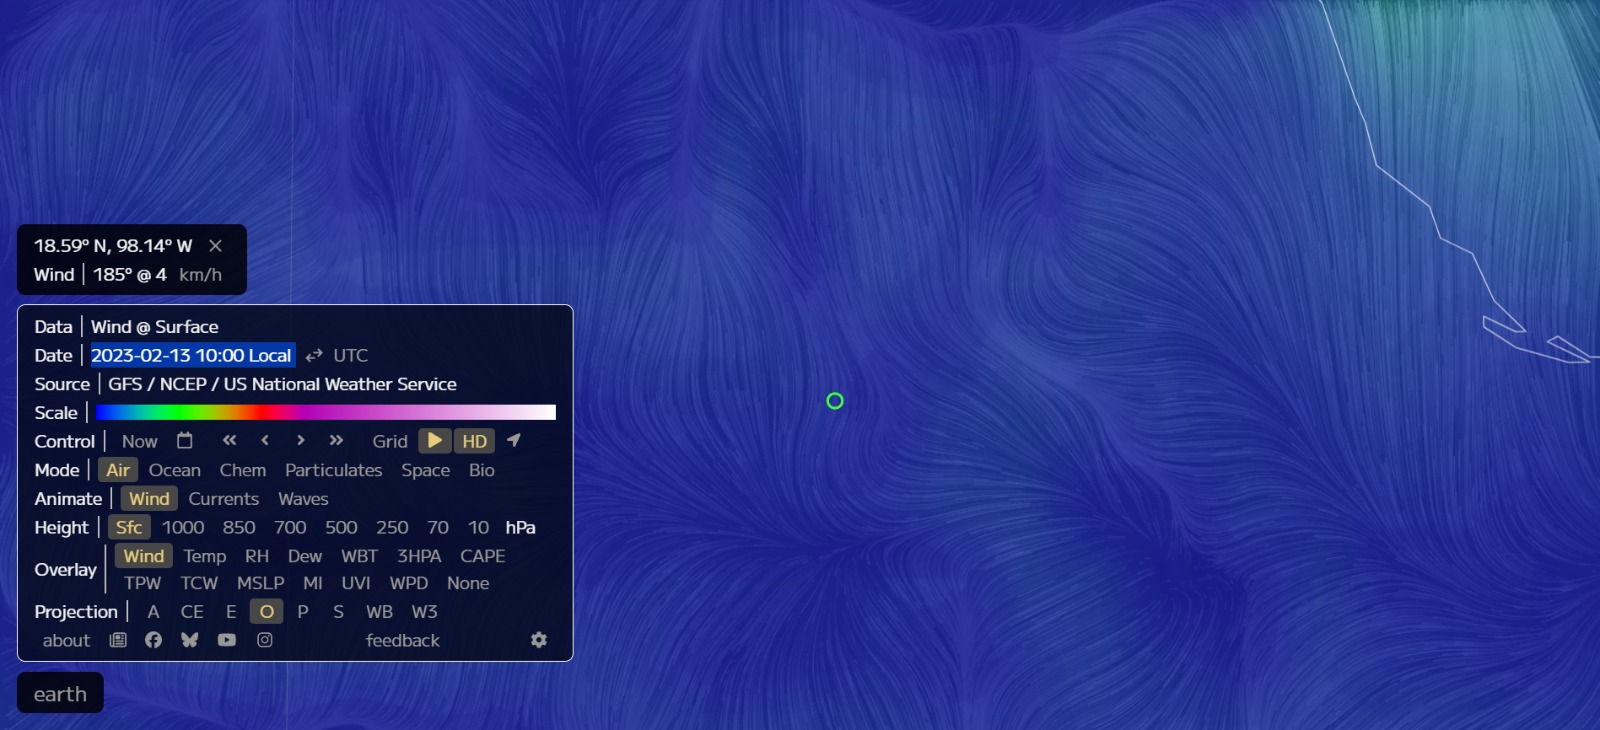 18.59° N, 98.14° W ×
Wind | 185° @ 4 km/h
Data | Wind @ Surface
Date | 2023-02-13 10:00 Local ⇄ UTC
Source | GFS / NCEP / US National Weather Service
Scale |
Control | Now « ‹ › » Grid HD
Mode | Air Ocean Chem Particulates Space Bio
Animate | Wind Currents Waves
Height | Sfc 1000 850 700 500 250 70 10 hPa
Overlay | Wind Temp RH Dew WBT 3HPA CAPE
TPW TCW MSLP MI UVI WPD None
Projection | A CE E O P S WB W3
about feedback
earth